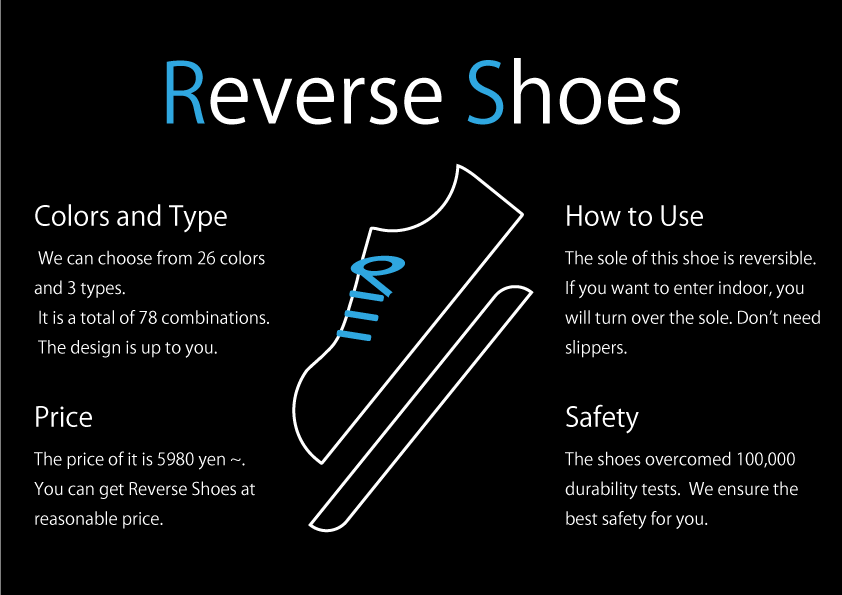 Reverse Shoes
Colors and Type
We can choose from 26 colors
and 3 types.
It is a total of 78 combinations.
The design is up to you.
Price
The price of it is 5980 yen ~.
You can get Reverse Shoes at
reasonable price.
How to Use
The sole of this shoe is reversible.
If you want to enter indoor, you
will turn over the sole. Don’t need
slippers.
Safety
The shoes overcomed 100,000
durability tests.  We ensure the
best safety for you.